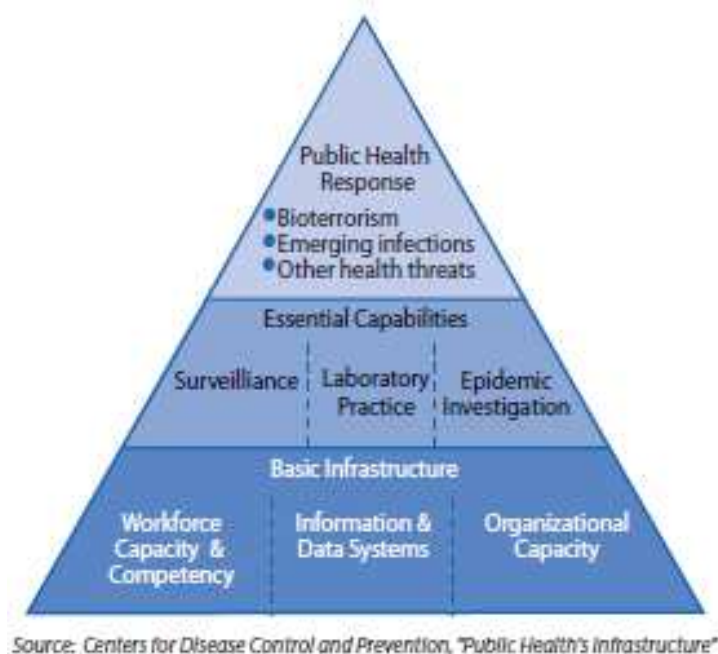 Public Health
Response
•Bioterrorism
•Emerging infections
•Other health threats
Essential Capabilities
Surveilliance
Laboratory
Practice
Epidemic
Investigation
Basic Infrastructure
Workforce
Capacity &
Competency
Information &
Data Systems
Organizational
Capacity
Source: Centers for Disease Control and Prevention, "Public Health's Infrastructure"